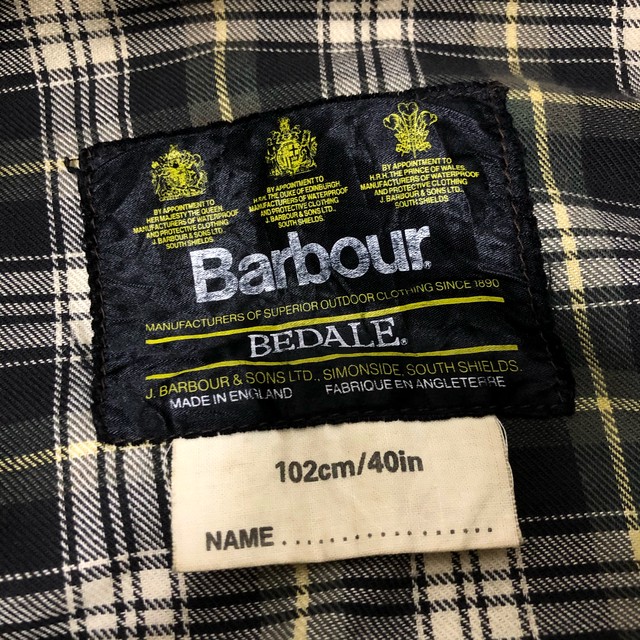 BY APPOINTMENT TO
HER MAJESTY THE QUEEN
MANUFACTURERS OF WATERPROOF
AND PROTECTIVE CLOTHING
J. BARBOUR & SONS LTD.
SOUTH SHIELDS
BY APPOINTMENT TO
H.R.H. THE DUKE OF EDINBURGH
MANUFACTURERS OF WATERPROOF
AND PROTECTIVE CLOTHING
J. BARBOUR & SONS LTD.
SOUTH SHIELDS
BY APPOINTMENT TO
H.R.H. THE PRINCE OF WALES
MANUFACTURERS OF WATERPROOF
AND PROTECTIVE CLOTHING
J. BARBOUR & SONS LTD.
SOUTH SHIELDS
Barbour®
MANUFACTURERS OF SUPERIOR OUTDOOR CLOTHING SINCE 1890
BEDALE®
J. BARBOUR & SONS LTD., SIMONSIDE, SOUTH SHIELDS.
MADE IN ENGLAND FABRIQUE EN ANGLETERRE
102cm/40in
NAME..................